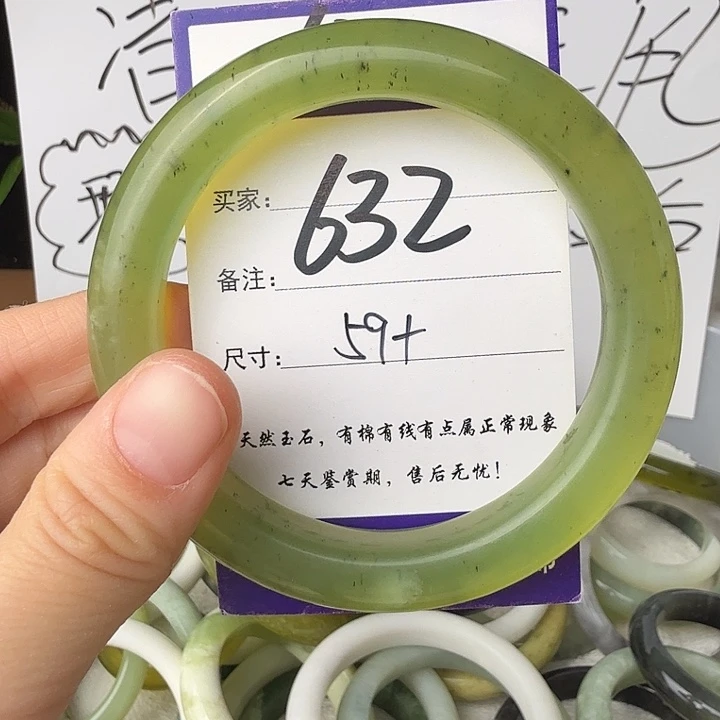 清
买家：632
备注：
尺寸：59+
天然玉石，有棉有线有点属正常现象
七天鉴赏期，售后无忧！